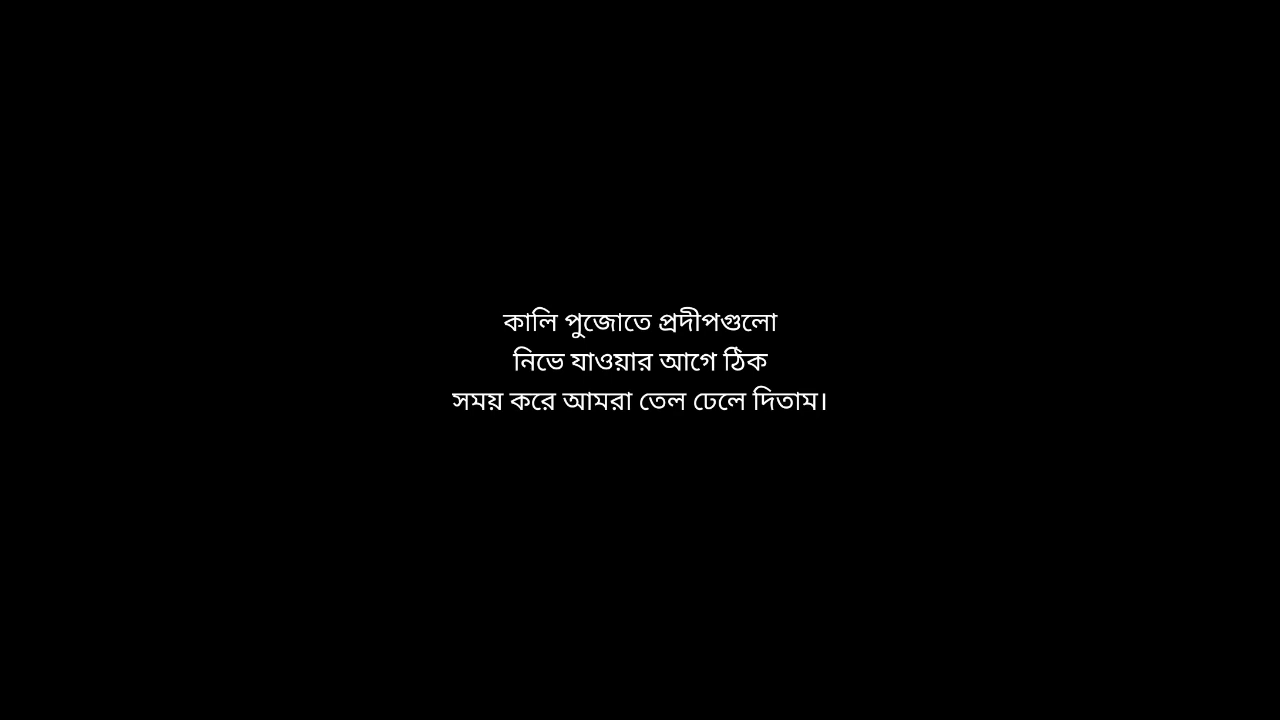 কালি পুজোতে প্রদীপগুলো
নিভে যাওয়ার আগে ঠিক
সময় করে আমরা তেল ঢেলে দিতাম।